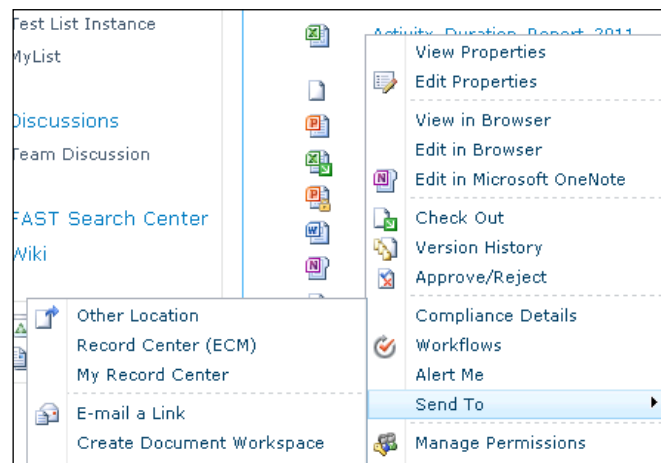 Test List Instance
MyList
Discussions
Team Discussion
FAST Search Center
Wiki
Activity_Duration_Report_2011
View Properties
Edit Properties
View in Browser
Edit in Browser
Edit in Microsoft OneNote
Check Out
Version History
Approve/Reject
Compliance Details
Workflows
Alert Me
Send To
Manage Permissions
Other Location
Record Center (ECM)
My Record Center
E-mail a Link
Create Document Workspace